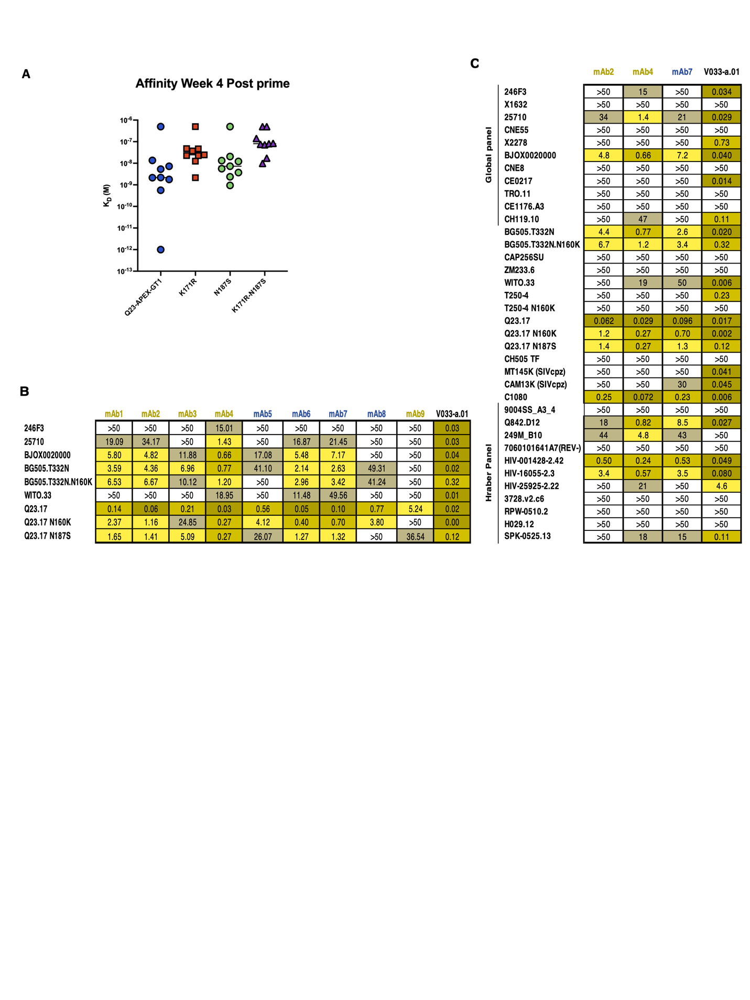 A
Affinity Week 4 Post prime
KD (M)
10-6
10-7
10-8
10-9
10-10
10-11
10-12
10-13
Q23-APEX-GT1
K171R
N187S
K171R-N187S
B
mAb1 mAb2 mAb3 mAb4 mAb5 mAb6 mAb7 mAb8 mAb9 V033-a.01
246F3 >50 >50 >50 15.01 >50 >50 >50 >50 >50 0.03
25710 19.09 34.17 >50 1.43 >50 16.87 21.45 >50 >50 0.03
BJOX0020000 5.80 4.82 11.88 0.66 17.08 5.48 7.17 >50 >50 0.04
BG505.T332N 3.59 4.36 6.96 0.77 41.10 2.14 2.63 49.31 >50 0.02
BG505.T332N.N160K 6.53 6.67 10.12 1.20 >50 2.96 3.42 41.24 >50 0.32
WITO.33 >50 >50 >50 18.95 >50 11.48 49.56 >50 >50 0.01
Q23.17 0.14 0.06 0.21 0.03 0.56 0.05 0.10 0.77 5.24 0.02
Q23.17 N160K 2.37 1.16 24.85 0.27 4.12 0.40 0.70 3.80 >50 0.00
Q23.17 N187S 1.65 1.41 5.09 0.27 26.07 1.27 1.32 >50 36.54 0.12
C
mAb2 mAb4 mAb7 V033-a.01
Global panel
246F3 >50 15 >50 0.034
X1632 >50 >50 >50 >50
25710 34 1.4 21 0.029
CNE55 >50 >50 >50 >50
X2278 >50 >50 >50 0.73
BJOX0020000 4.8 0.66 7.2 0.040
CNE8 >50 >50 >50 >50
CE0217 >50 >50 >50 0.014
TRO.11 >50 >50 >50 >50
CE1176.A3 >50 >50 >50 >50
CH119.10 >50 47 >50 0.11
BG505.T332N 4.4 0.77 2.6 0.020
BG505.T332N.N160K 6.7 1.2 3.4 0.32
CAP256SU >50 >50 >50 >50
ZM233.6 >50 >50 >50 >50
WITO.33 >50 19 50 0.006
T250-4 >50 >50 >50 0.23
T250-4 N160K >50 >50 >50 >50
Q23.17 0.062 0.029 0.096 0.017
Q23.17 N160K 1.2 0.27 0.70 0.002
Q23.17 N187S 1.4 0.27 1.3 0.12
CH505 TF >50 >50 >50 >50
MT145K (SIVcpz) >50 >50 >50 0.041
CAM13K (SIVcpz) >50 >50 30 0.045
C1080 0.25 0.072 0.23 0.006
Hraber Panel
9004SS_A3_4 >50 >50 >50 >50
Q842.D12 18 0.82 8.5 0.027
249M_B10 44 4.8 43 >50
7060101641A7(REV-) >50 >50 >50 >50
HIV-001428-2.42 0.50 0.24 0.53 0.049
HIV-16055-2.3 3.4 0.57 3.5 0.080
HIV-25925-2.22 >50 21 >50 4.6
3728.v2.c6 >50 >50 >50 >50
RPW-0510.2 >50 >50 >50 >50
H029.12 >50 >50 >50 >50
SPK-0525.13 >50 18 15 0.11